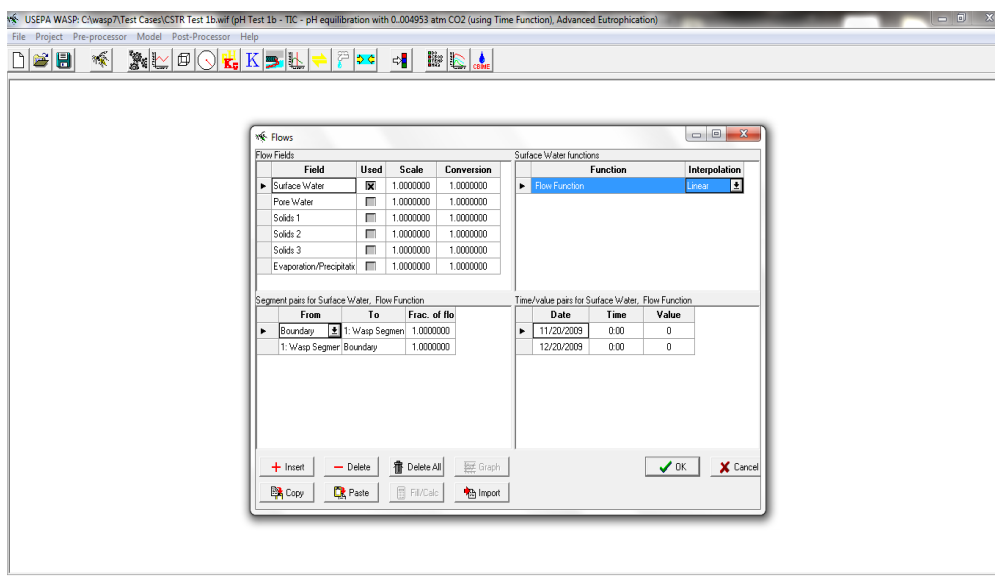 USEPA WASP: C:\wasp7\Test Cases\CSTR Test 1b.wif (pH Test 1b - TIC - pH equilibration with 0..004953 atm CO2 (using Time Function), Advanced Eutrophication)
File Project Pre-processor Model Post-Processor Help
K
CBIME
Flows
Flow Fields
Field Used Scale Conversion
Surface Water 1.0000000 1.0000000
Pore Water 1.0000000 1.0000000
Solids 1 1.0000000 1.0000000
Solids 2 1.0000000 1.0000000
Solids 3 1.0000000 1.0000000
Evaporation/Precipitatic 1.0000000 1.0000000
Surface Water functions
Function Interpolation
Flow Function Linear
Segment pairs for Surface Water, Flow Function
From To Frac. of flo
Boundary 1: Wasp Segmen 1.0000000
1: Wasp Segmer Boundary 1.0000000
Time/value pairs for Surface Water, Flow Function
Date Time Value
11/20/2009 0:00 0
12/20/2009 0:00 0
Insert Delete Delete All Graph
Copy Paste Fill/Calc Import
OK Cancel